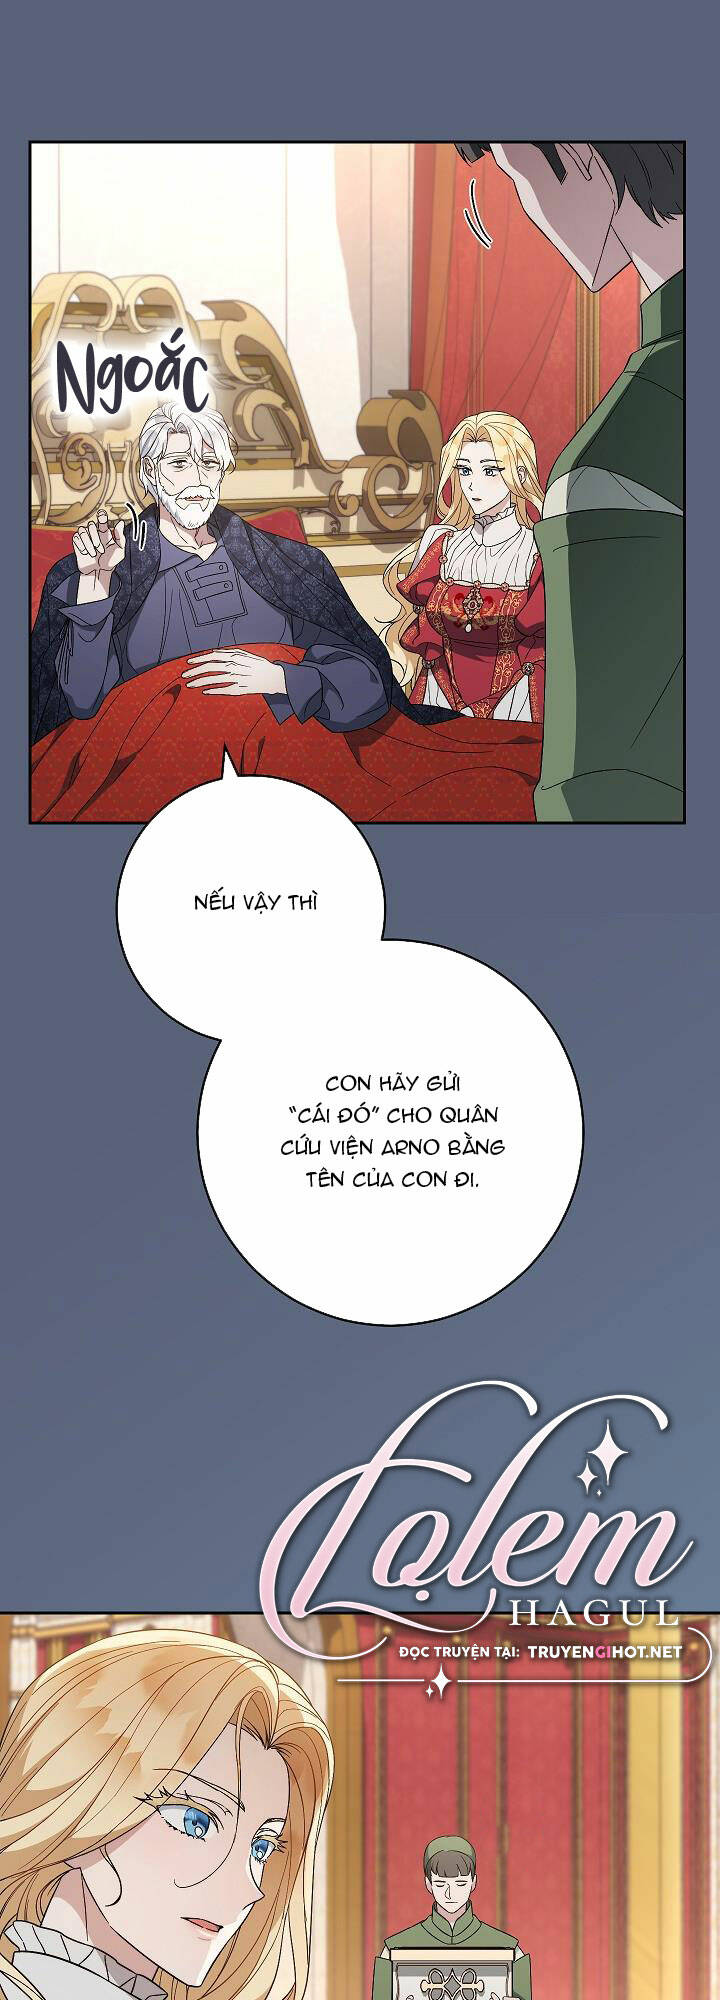 Ngoắc
NẾU VẬY THÌ
CON HÃY GỬI
“CÁI ĐÓ” CHO QUÂN
CỨU VIỆN ARNO BẰNG
TÊN CỦA CON ĐI.
Lọlem
HAGUL
ĐỌC TRUYỆN TẠI: TRUYENGIHOT.NET